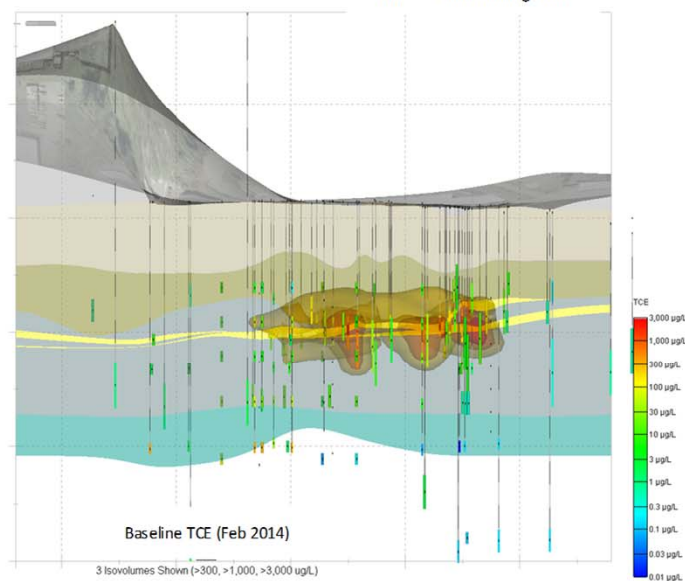 TCE
3,000 µg/L
1,000 µg/L
300 µg/L
100 µg/L
30 µg/L
10 µg/L
3 µg/L
1 µg/L
0.3 µg/L
0.1 µg/L
0.03 µg/L
0.01 µg/L
Baseline TCE (Feb 2014)
3 Isovolumes Shown (>300, >1,000, >3,000 ug/L)